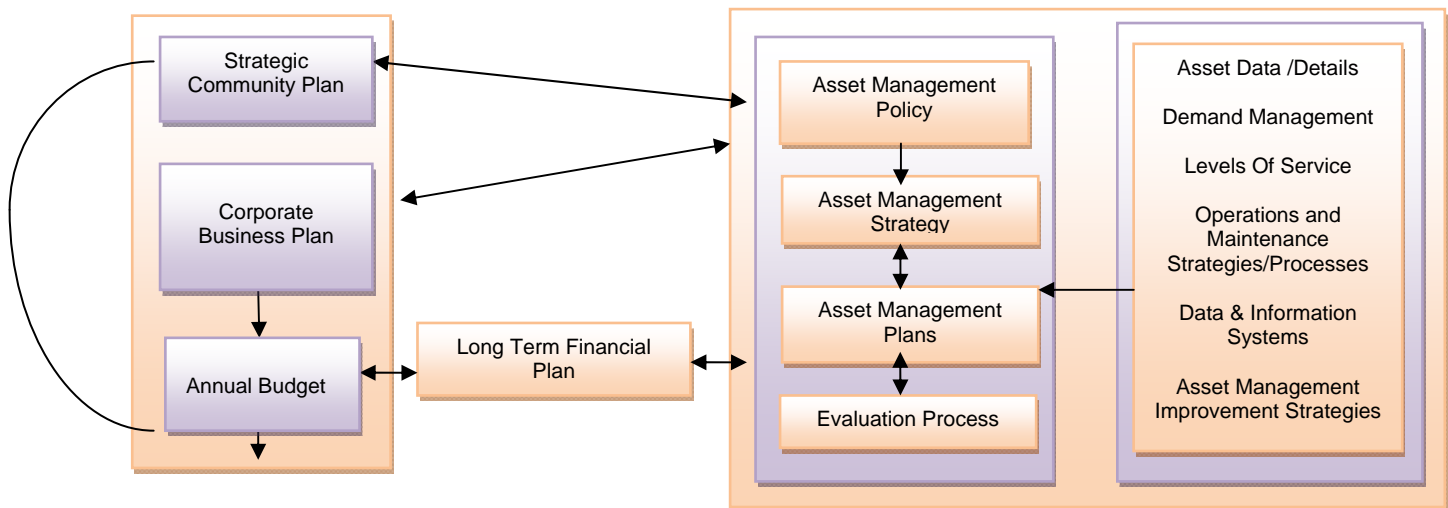 Strategic
Community Plan
Corporate
Business Plan
Annual Budget
Long Term Financial
Plan
Asset Management
Policy
Asset Management
Strategy
Asset Management
Plans
Evaluation Process
Asset Data /Details
Demand Management
Levels Of Service
Operations and
Maintenance
Strategies/Processes
Data & Information
Systems
Asset Management
Improvement Strategies